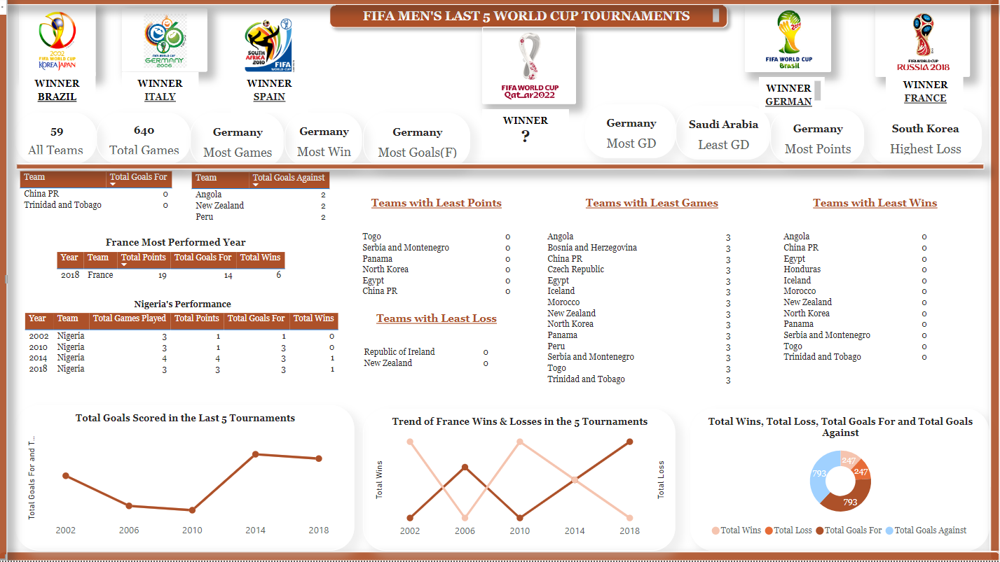 FIFA MEN'S LAST 5 WORLD CUP TOURNAMENTS
2002
FIFA WORLD CUP
KOREA JAPAN
WINNER
BRAZIL
FIFA WORLD CUP
GERMANY
2006
WINNER
ITALY
SOUTH
AFRICA
2010
FIFA
WORLD CUP
WINNER
SPAIN
FIFA WORLD CUP
Qatar2022
WINNER
?
2014
FIFA WORLD CUP
Brasil
WINNER
GERMAN
FIFA WORLD CUP
RUSSIA 2018
WINNER
FRANCE
59
All Teams
640
Total Games
Germany
Most Games
Germany
Most Win
Germany
Most Goals(F)
Germany
Most GD
Saudi Arabia
Least GD
Germany
Most Points
South Korea
Highest Loss
Team Total Goals For
China PR 0
Trinidad and Tobago 0
Team Total Goals Against
Angola 2
New Zealand 2
Peru 2
France Most Performed Year
Year Team Total Points Total Goals For Total Wins
2018 France 19 14 6
Nigeria's Performance
Year Team Total Games Played Total Points Total Goals For Total Wins
2002 Nigeria 3 1 1 0
2010 Nigeria 3 1 3 0
2014 Nigeria 4 4 3 1
2018 Nigeria 3 3 3 1
Teams with Least Points
Togo 0
Serbia and Montenegro 0
Panama 0
North Korea 0
Egypt 0
China PR 0
Teams with Least Loss
Republic of Ireland 0
New Zealand 0
Teams with Least Games
Angola 3
Bosnia and Herzegovina 3
China PR 3
Czech Republic 3
Egypt 3
Iceland 3
Morocco 3
New Zealand 3
North Korea 3
Panama 3
Peru 3
Serbia and Montenegro 3
Togo 3
Trinidad and Tobago 3
Teams with Least Wins
Angola 0
China PR 0
Egypt 0
Honduras 0
Iceland 0
Morocco 0
New Zealand 0
North Korea 0
Panama 0
Serbia and Montenegro 0
Togo 0
Trinidad and Tobago 0
Total Goals Scored in the Last 5 Tournaments
Total Goals For and T...
2002 2006 2010 2014 2018
Trend of France Wins & Losses in the 5 Tournaments
Total Wins
Total Loss
2002 2006 2010 2014 2018
Total Wins, Total Loss, Total Goals For and Total Goals
Against
247
247
793
793
Total Wins Total Loss Total Goals For Total Goals Against